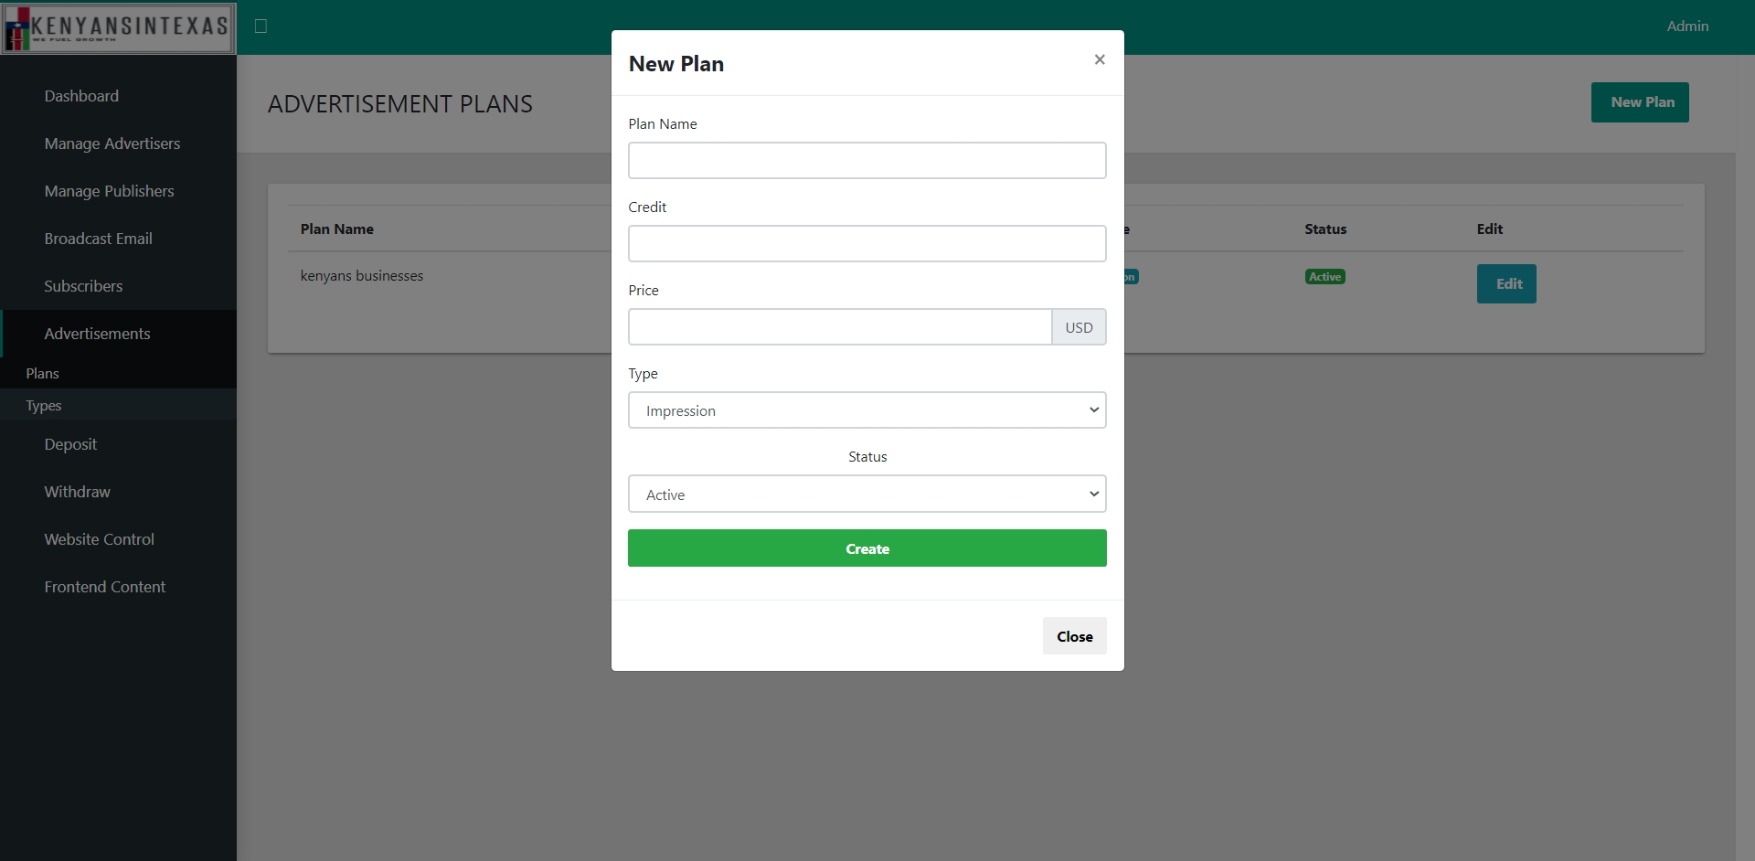 KENYANSINTEXAS
WE FUEL GROWTH
Admin
Dashboard
Manage Advertisers
Manage Publishers
Broadcast Email
Subscribers
Advertisements
Plans
Types
Deposit
Withdraw
Website Control
Frontend Content
ADVERTISEMENT PLANS
New Plan
Plan Name
e
Status
Edit
kenyans businesses
on
Active
Edit
New Plan
×
Plan Name
Credit
Price
USD
Type
Impression
Status
Active
Create
Close